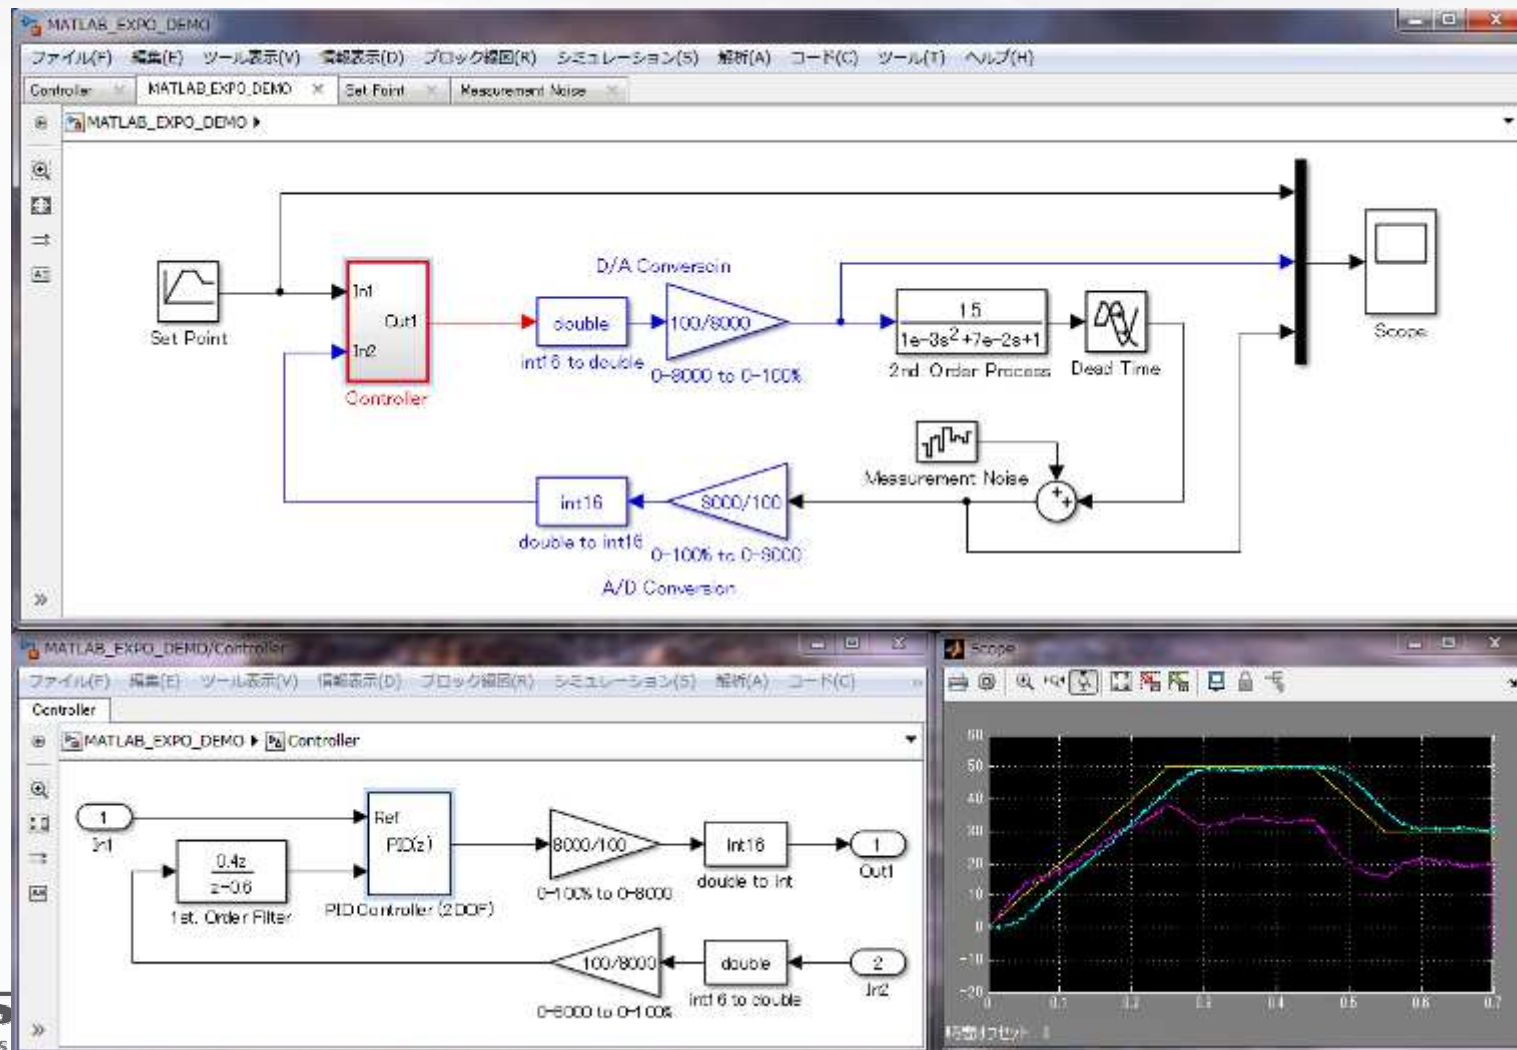 MATLAB_EXPO_DEMO
ファイル(F) 編集(E) ツール表示(V) 情報表示(D) ブロック線図(R) シミュレーション(S) 解析(A) コード(C) ツール(T) ヘルプ(H)
Controller MATLAB_EXPO_DEMO Set Point Measurement Noise
MATLAB_EXPO_DEMO
D/A Conversoin
Set Point
In1
Out1
In2
Controller
double
int16 to double
100/8000
0-8000 to 0-100%
1.5
1e-3s²+7e-2s+1
2nd Order Process
Dead Time
Scope
Measurement Noise
int16
double to int16
8000/100
0-100% to 0-8000
A/D Conversion
MATLAB_EXPO_DEMO/Controller
ファイル(F) 編集(E) ツール表示(V) 情報表示(D) ブロック線図(R) シミュレーション(S) 解析(A) コード(C)
Controller
MATLAB_EXPO_DEMO Controller
1
In1
0.4z
z-0.6
1st. Order Filter
Ref
PID(z)
PID Controller (2DOF)
8000/100
0-100% to 0-8000
Int16
double to Int
1
Out1
100/8000
0-8000 to 0-100%
double
int16 to double
2
In2
Scope
60
50
40
30
20
10
0
-10
-20
0 0.1 0.2 0.3 0.4 0.5 0.6 0.7
時間オフセット: 0